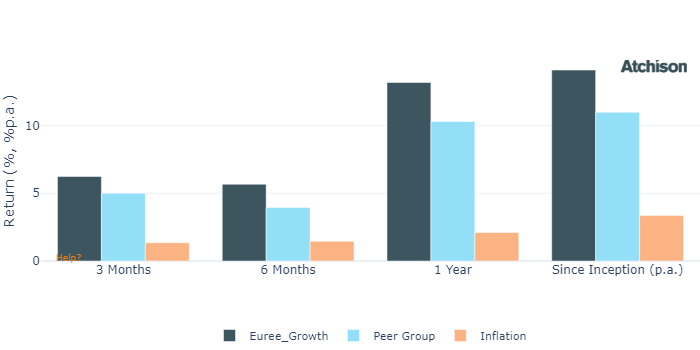 Atchison
Return (%, %p.a.)
10
5
0
Help?
3 Months
6 Months
1 Year
Since Inception (p.a.)
Euree_Growth
Peer Group
Inflation